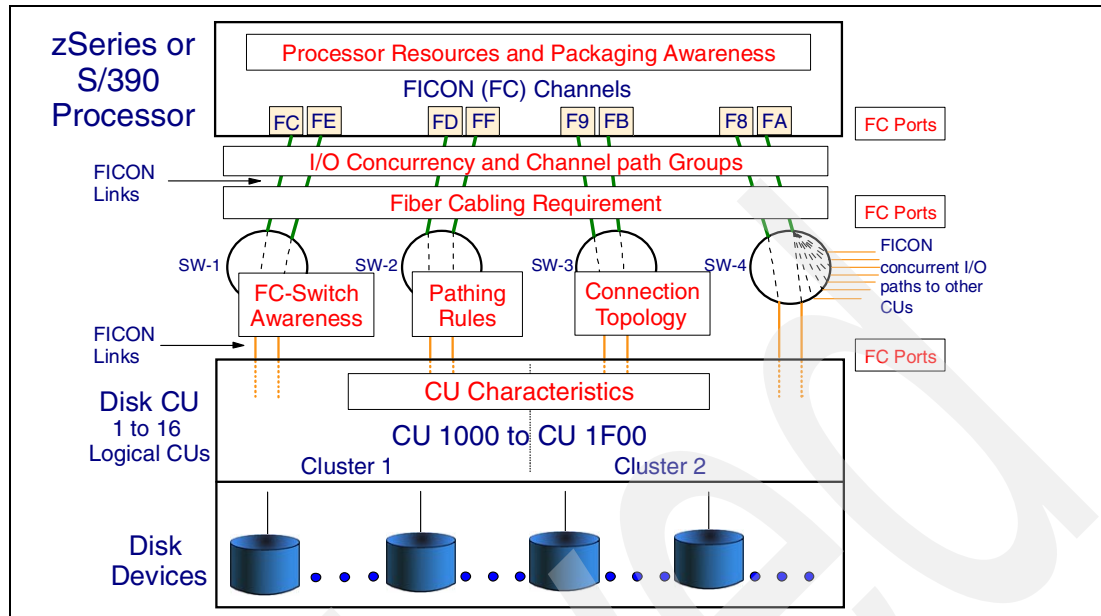 zSeries or
S/390
Processor
Processor Resources and Packaging Awareness
FICON (FC) Channels
FC FE FD FF F9 FB F8 FA
FC Ports
I/O Concurrency and Channel path Groups
FICON
Links
Fiber Cabling Requirement
FC Ports
SW-1
SW-2
SW-3
SW-4
FICON
concurrent I/O
paths to other
CUs
FC-Switch
Awareness
Pathing
Rules
Connection
Topology
FICON
Links
FC Ports
Disk CU
1 to 16
Logical CUs
CU Characteristics
CU 1000 to CU 1F00
Cluster 1
Cluster 2
Disk
Devices